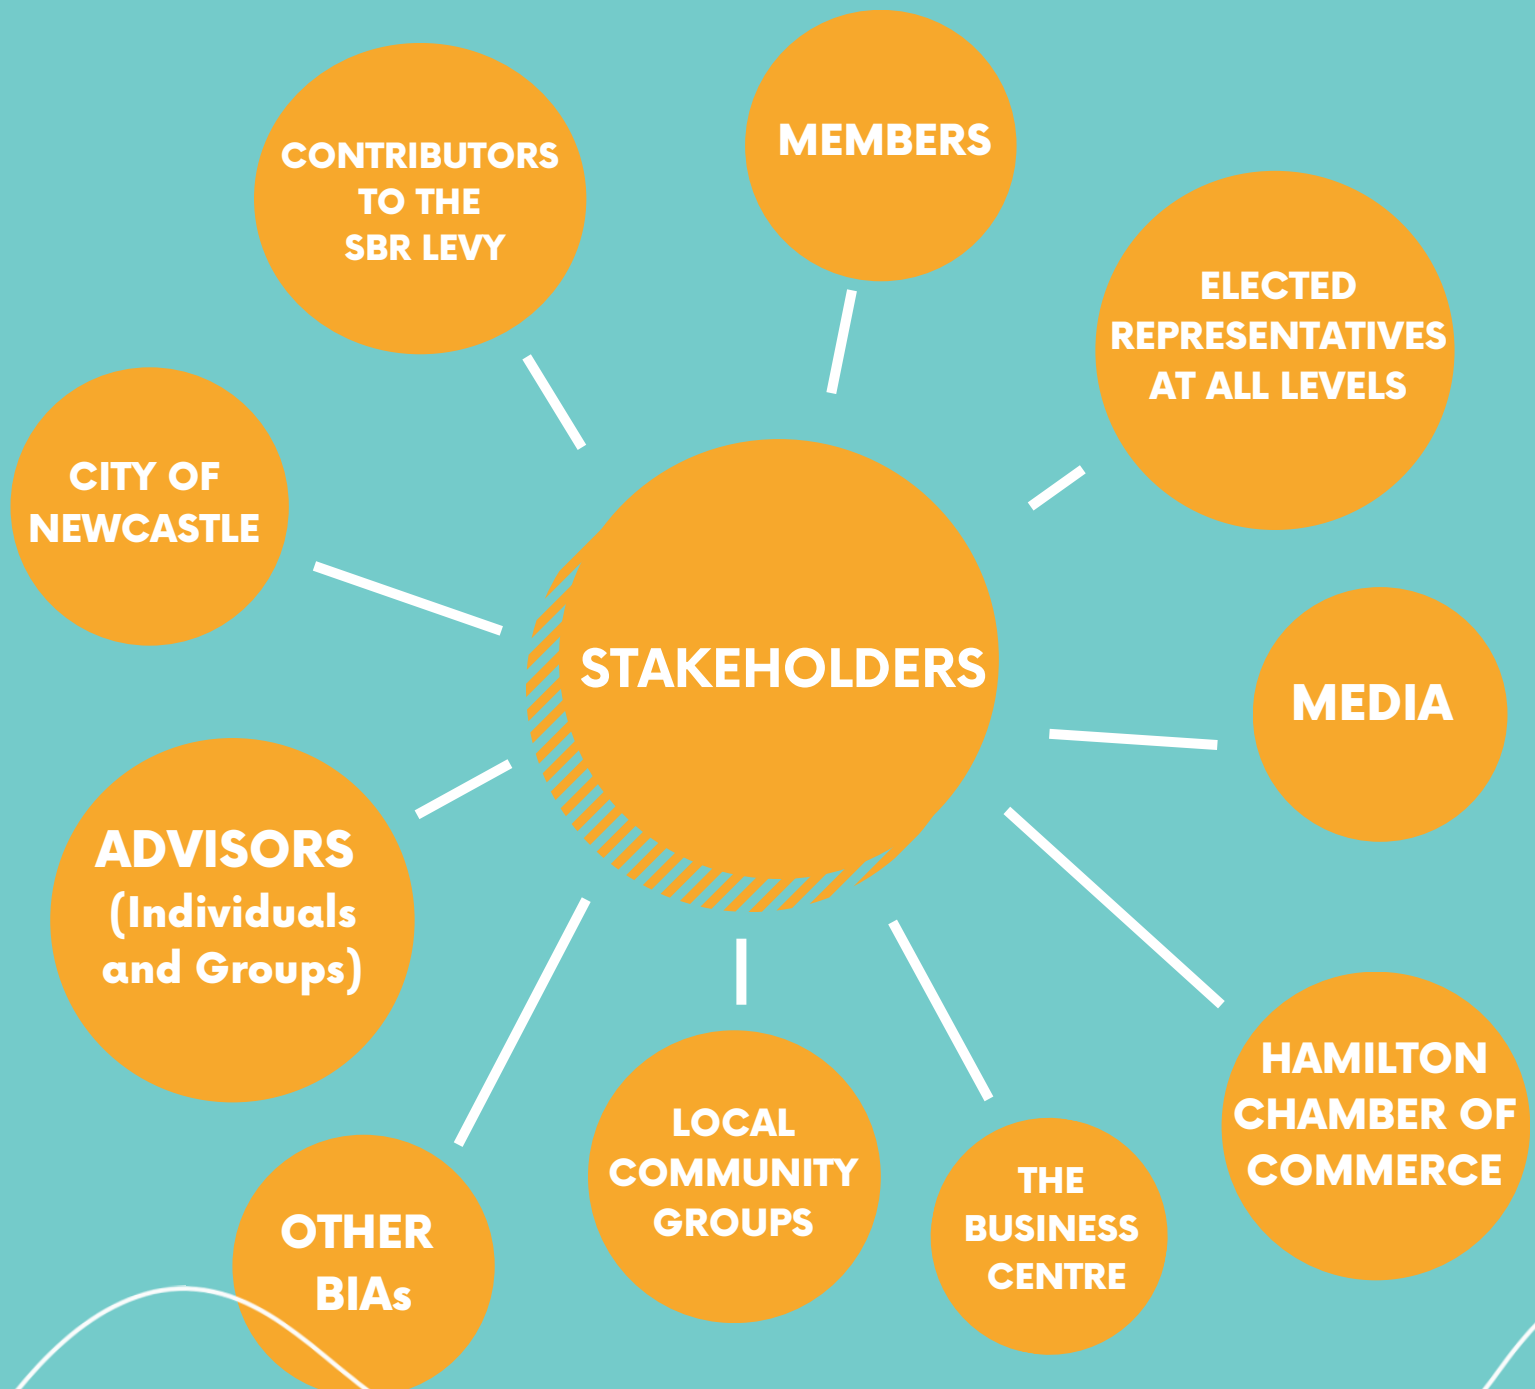 MEMBERS
CONTRIBUTORS
TO THE
SBR LEVY
ELECTED
REPRESENTATIVES
AT ALL LEVELS
CITY OF
NEWCASTLE
STAKEHOLDERS
MEDIA
ADVISORS
(Individuals
and Groups)
HAMILTON
CHAMBER OF
COMMERCE
LOCAL
COMMUNITY
GROUPS
THE
BUSINESS
CENTRE
OTHER
BIAs